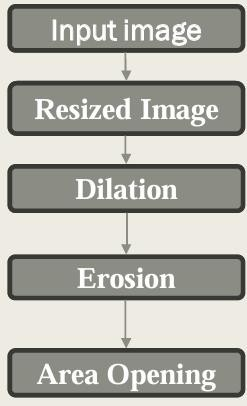 Input image
Resized Image
Dilation
Erosion
Area Opening